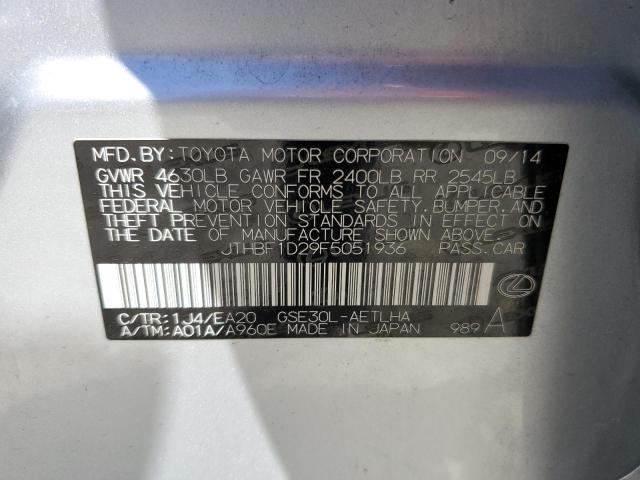 MFD.BY:TOYOTA MOTOR CORPORATION 09/14
GVWR 4630LB GAWR FR 2400LB RR 2545LB
THIS VEHICLE CONFORMS TO ALL APPLICABLE
FEDERAL MOTOR VEHICLE SAFETY,BUMPER,AND
THEFT PREVENTION STANDARDS IN EFFECT ON
THE DATE OF MANUFACTURE SHOWN ABOVE.
JTHBF1D29F5051936 PASS.CAR
C/TR:1J4/EA20 GSE30L-AETLHA
A/TM:A01A/A960E MADE IN JAPAN 989 A